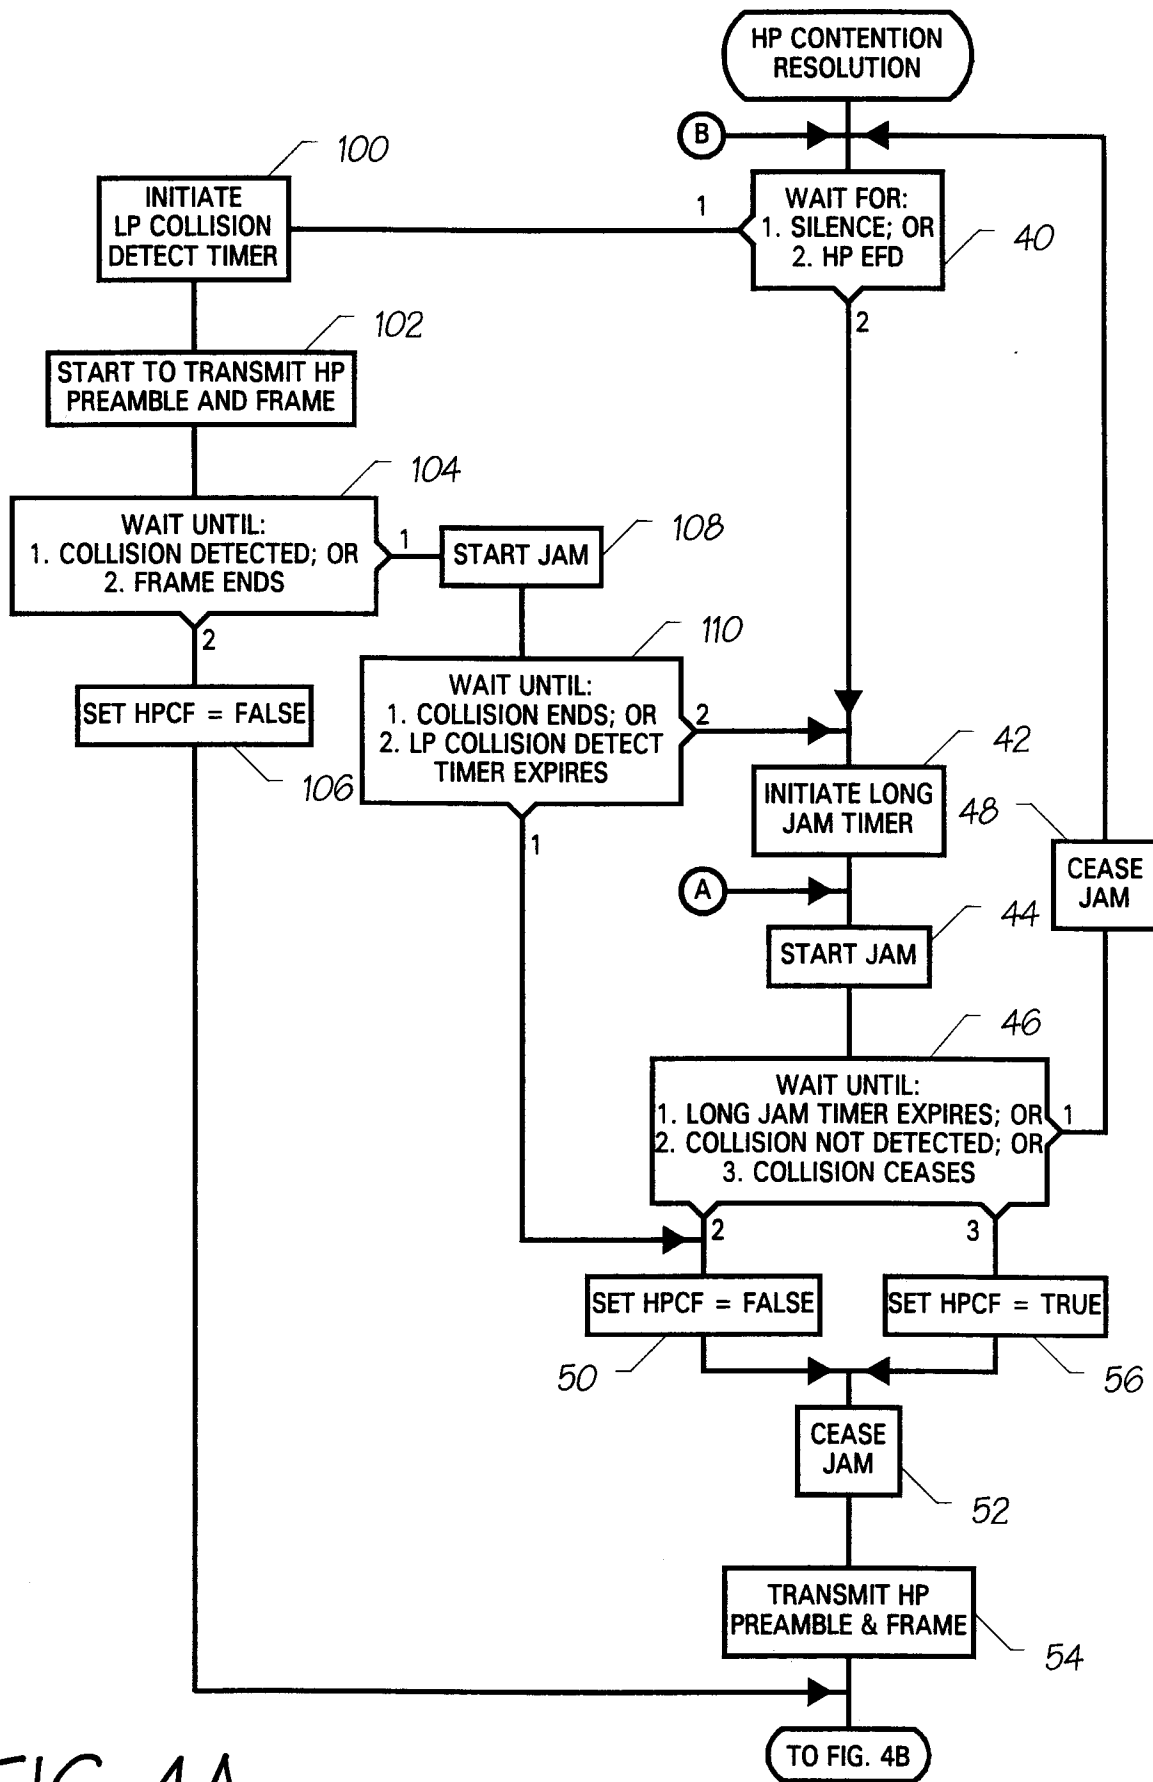 HP CONTENTION
RESOLUTION
B
100
INITIATE
LP COLLISION
DETECT TIMER
1
WAIT FOR:
1. SILENCE; OR
2. HP EFD
40
2
102
START TO TRANSMIT HP
PREAMBLE AND FRAME
104
WAIT UNTIL:
1. COLLISION DETECTED; OR
2. FRAME ENDS
1
2
START JAM
108
110
WAIT UNTIL:
1. COLLISION ENDS; OR
2. LP COLLISION DETECT
TIMER EXPIRES
2
1
SET HPCF = FALSE
106
42
INITIATE LONG
JAM TIMER
48
CEASE
JAM
A
44
START JAM
46
WAIT UNTIL:
1. LONG JAM TIMER EXPIRES; OR
2. COLLISION NOT DETECTED; OR
3. COLLISION CEASES
1
2
3
SET HPCF = FALSE
SET HPCF = TRUE
50
56
CEASE
JAM
52
TRANSMIT HP
PREAMBLE & FRAME
54
TO FIG. 4B
FIG. 4A